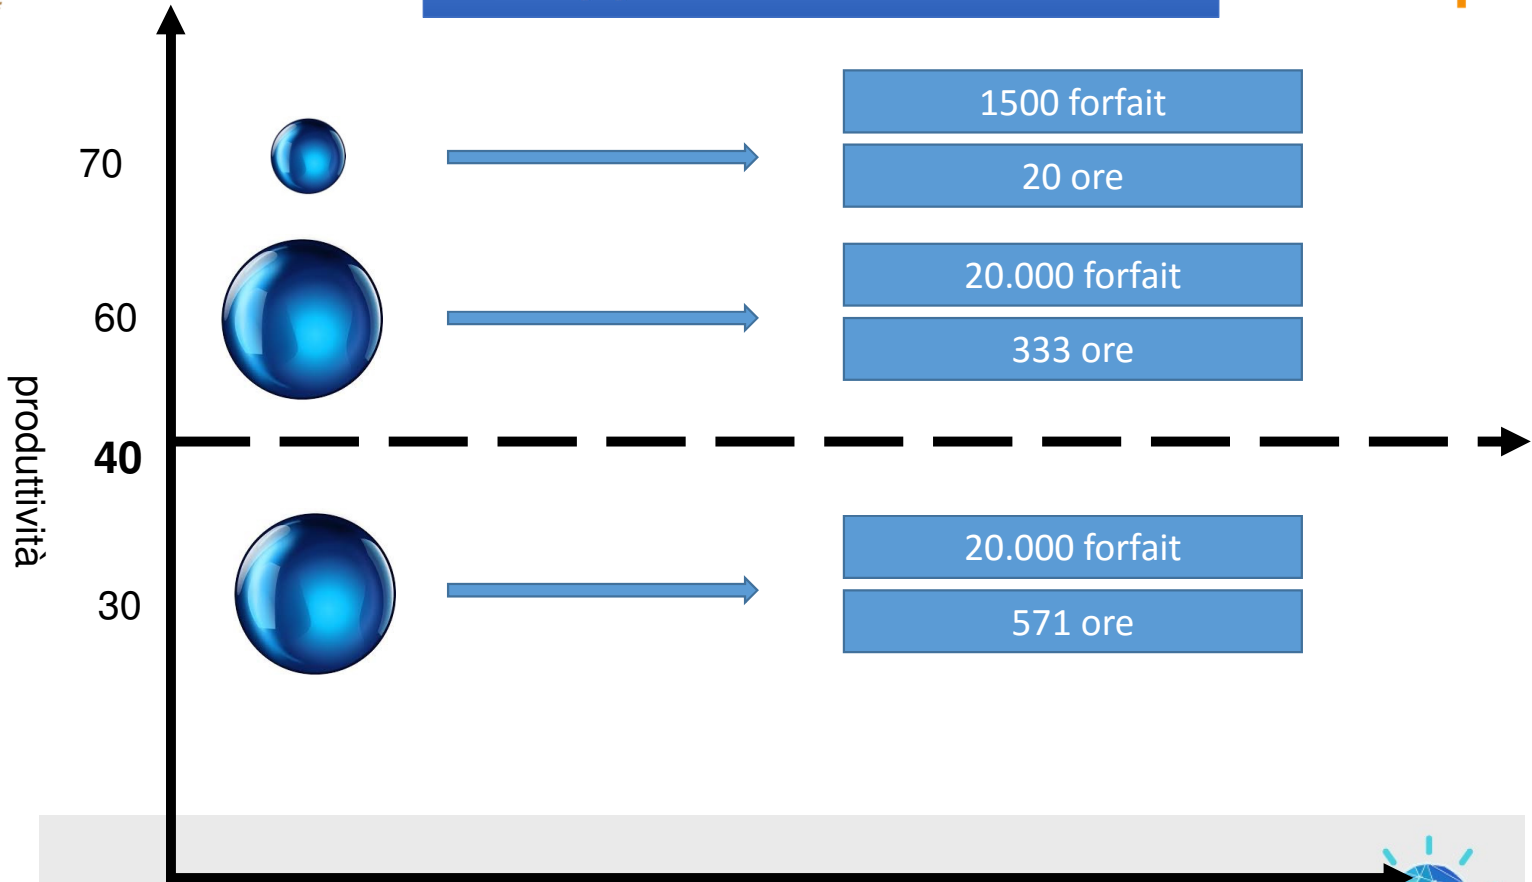 1500 forfait
70
20 ore
20.000 forfait
60
333 ore
40
produttività
20.000 forfait
30
571 ore